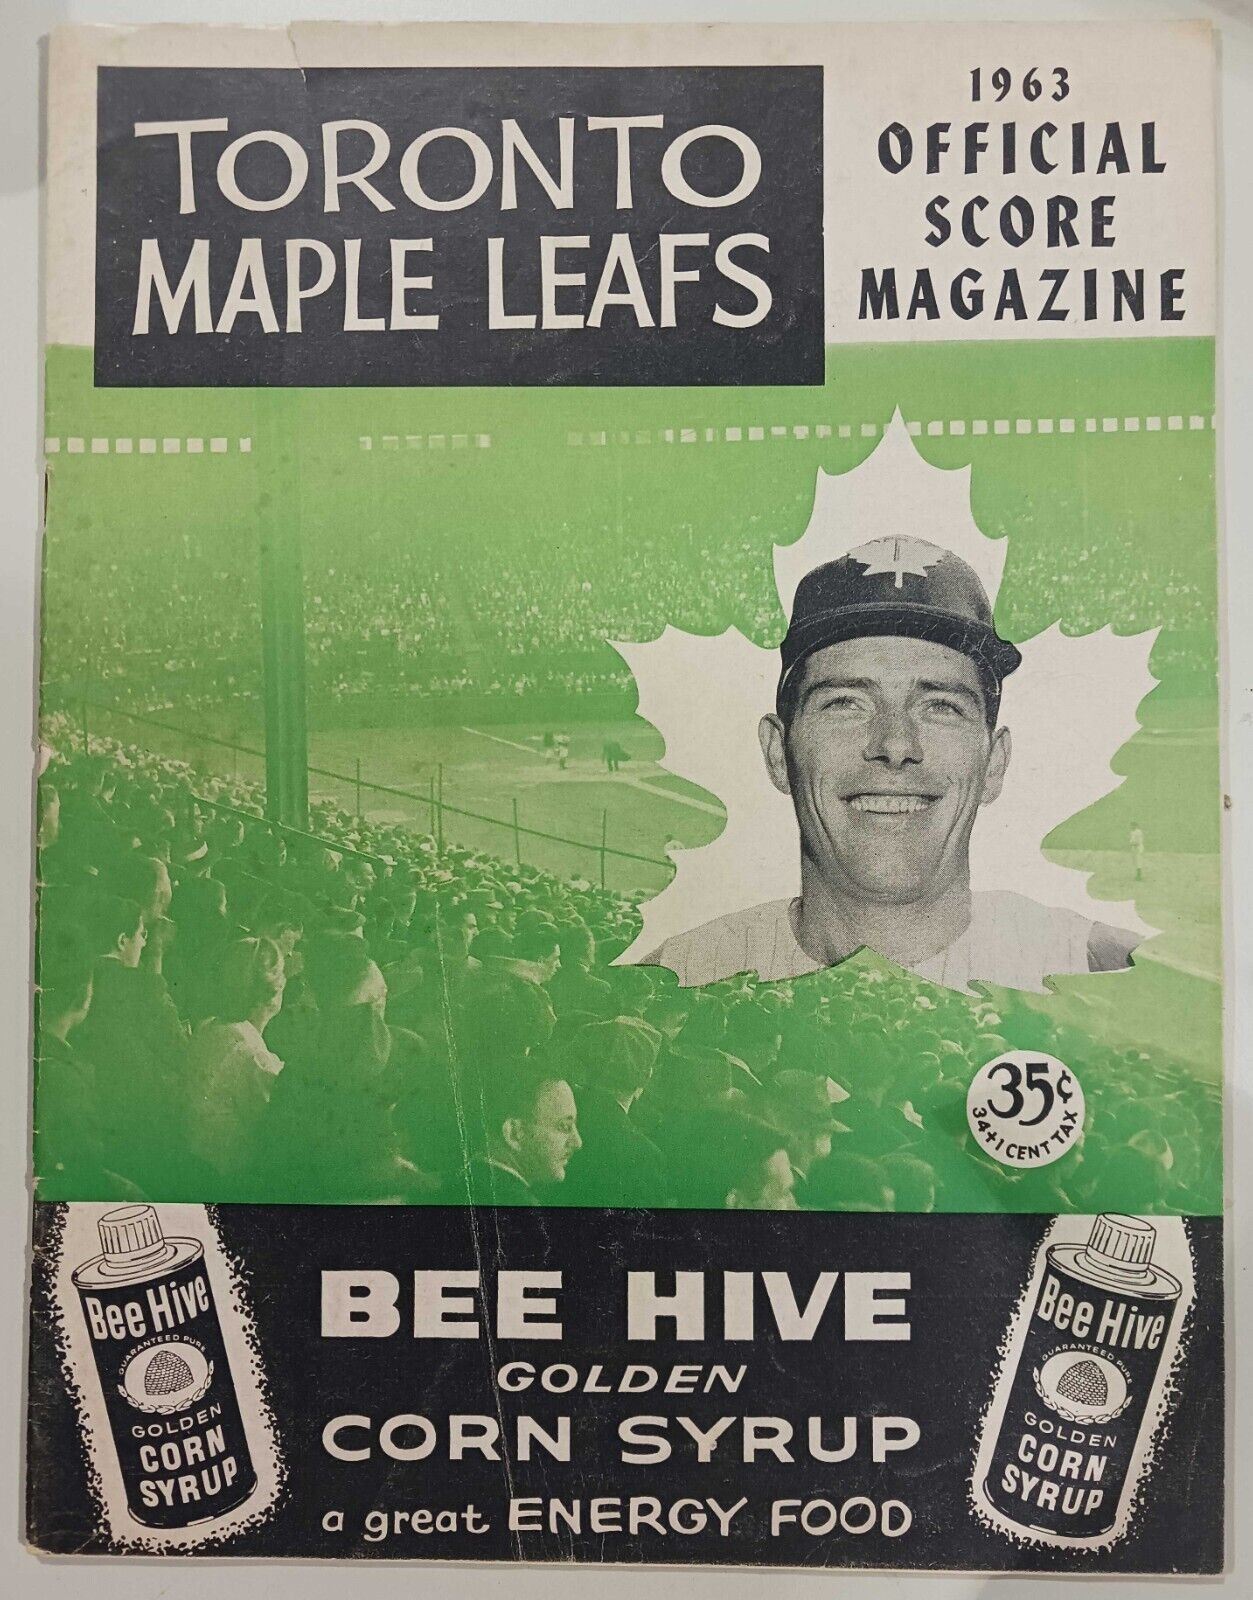 TORONTO
MAPLE LEAFS
1963
OFFICIAL
SCORE
MAGAZINE
35¢
34+1 CENT TAX
BEE HIVE
GOLDEN
CORN SYRUP
a great ENERGY FOOD
Bee Hive
GUARANTEED PURE
GOLDEN
CORN
SYRUP
Bee Hive
GUARANTEED PURE
GOLDEN
CORN
SYRUP